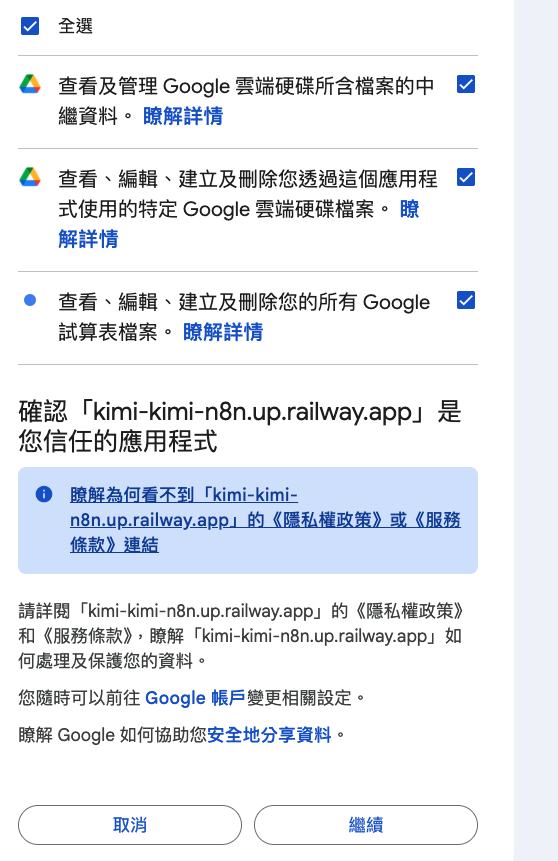 全選
查看及管理 Google 雲端硬碟所含檔案的中
繼資料。 瞭解詳情
查看、編輯、建立及刪除您透過這個應用程
式使用的特定 Google 雲端硬碟檔案。 瞭
解詳情
查看、編輯、建立及刪除您的所有 Google
試算表檔案。 瞭解詳情
確認「kimi-kimi-n8n.up.railway.app」是
您信任的應用程式
瞭解為何看不到「kimi-kimi-
n8n.up.railway.app」的《隱私權政策》或《服務
條款》連結
請詳閱「kimi-kimi-n8n.up.railway.app」的《隱私權政策》
和《服務條款》，瞭解「kimi-kimi-n8n.up.railway.app」如
何處理及保護您的資料。
您隨時可以前往 Google 帳戶變更相關設定。
瞭解 Google 如何協助您安全地分享資料。
取消
繼續